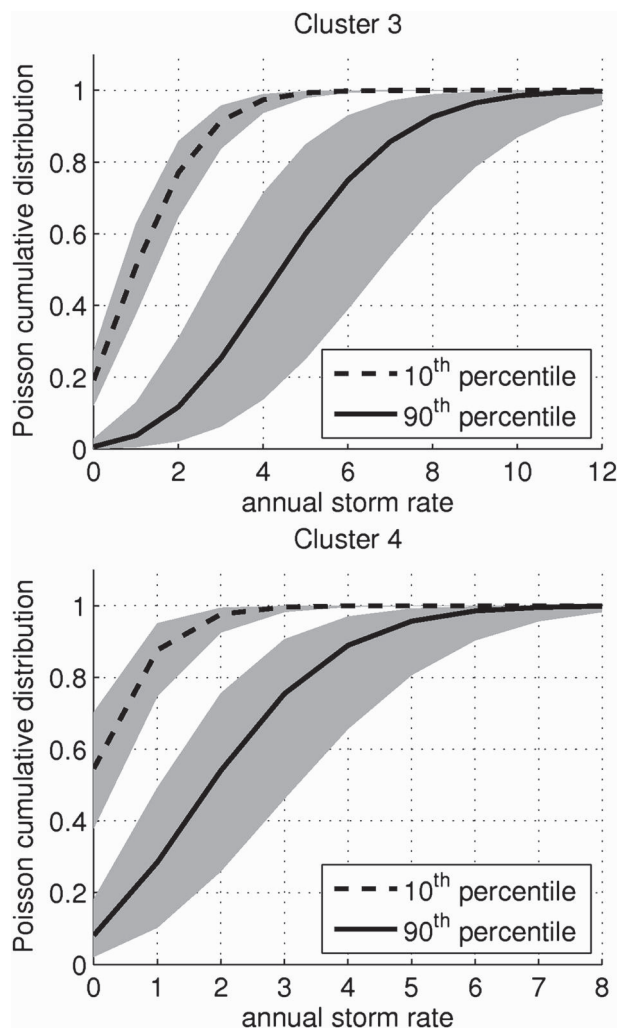 Cluster 3
Poisson cumulative distribution
1
0.8
0.6
0.4
0.2
0
0 2 4 6 8 10 12
annual storm rate
10th percentile
90th percentile
Cluster 4
Poisson cumulative distribution
1
0.8
0.6
0.4
0.2
0
0 1 2 3 4 5 6 7 8
annual storm rate
10th percentile
90th percentile